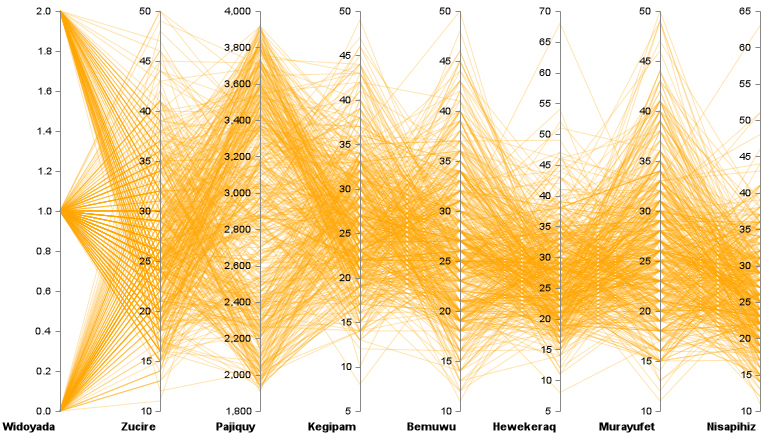 2.0 50 4,000 50 50 70 50 65
1.8 45 3,800 45 45 65 45 60
1.6 40 3,600 40 40 60 40 55
1.4 35 3,400 35 35 55 35 50
1.2 30 3,200 30 30 50 30 45
1.0 25 3,000 25 25 45 25 40
0.8 20 2,800 20 20 40 20 35
0.6 15 2,600 15 15 35 15 30
0.4 10 2,400 10 10 30 10 25
0.2 2,200 5 25 20
0.0 2,000 20 15
1,800 15 10
10
5
Widoyada Zucire Pajiquy Kegipam Bemuwu Hewekeraq Murayufet Nisapihiz